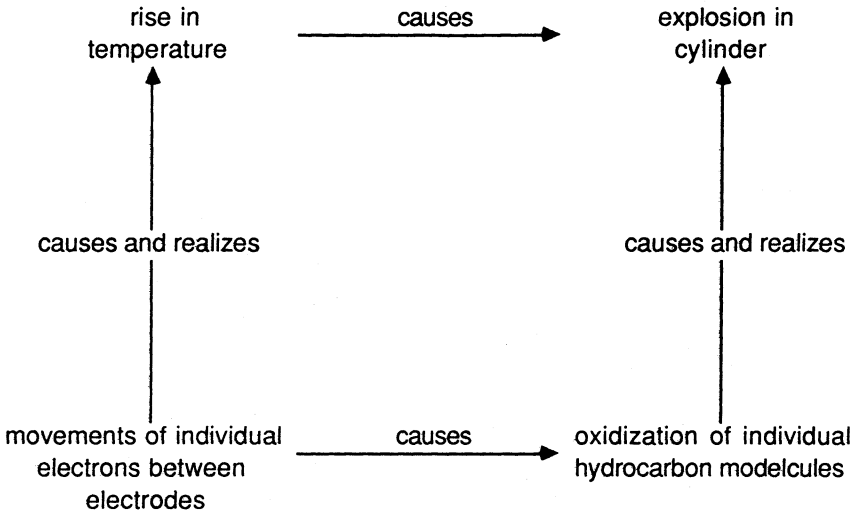 rise in
temperature
causes
explosion in
cylinder
causes and realizes
causes and realizes
movements of individual
electrons between
electrodes
causes
oxidization of individual
hydrocarbon modelcules